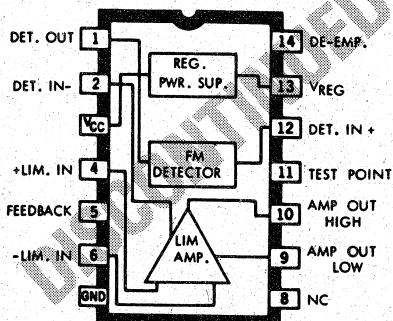 DET. OUT 1
DET. IN- 2
VCC
+LIM. IN 4
FEEDBACK 5
-LIM. IN 6
GND
REG.
PWR. SUP.
FM
DETECTOR
LIM
AMP.
14 DE-EMP.
13 VREG
12 DET. IN +
11 TEST POINT
10 AMP OUT
HIGH
9 AMP OUT
LOW
8 NC
DISCONTINUED